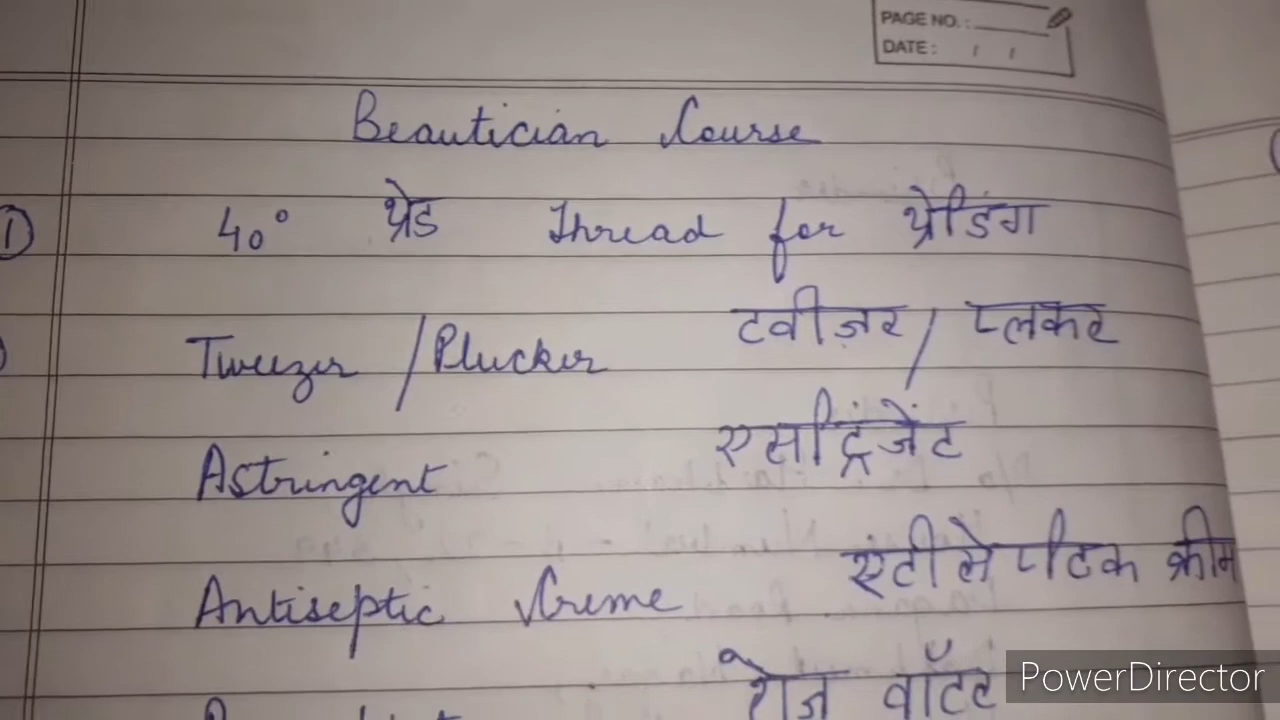 PAGE NO.:
DATE: / /
Beautician Course
1) 40° थ्रेड Thread for थ्रेडिंग
Tweezer / Plucker टवीज़र / प्लकर
Astringent एसट्रिंजेंट
Antiseptic Creme एंटीसेपटिक क्रीम
रोज वॉटर
PowerDirector